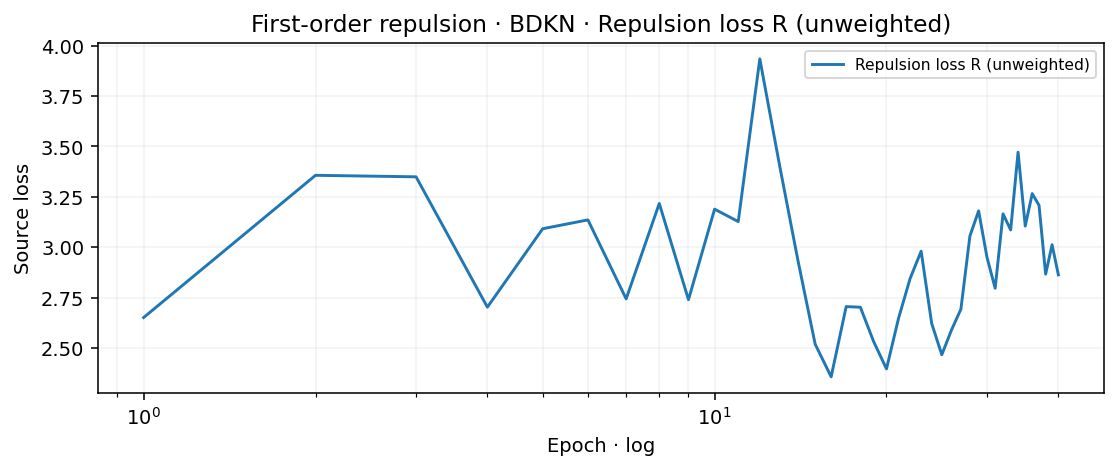 First-order repulsion · BDKN · Repulsion loss R (unweighted)
Repulsion loss R (unweighted)
Source loss
4.00
3.75
3.50
3.25
3.00
2.75
2.50
10⁰
10¹
Epoch · log